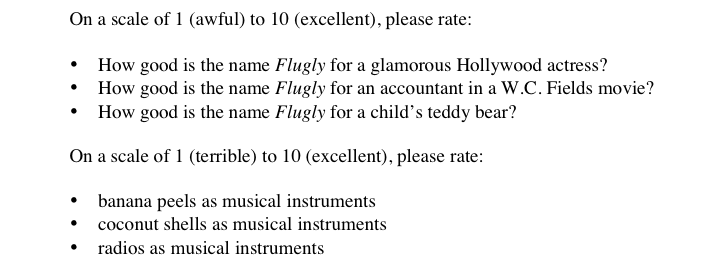 On a scale of 1 (awful) to 10 (excellent), please rate:
• How good is the name Flugly for a glamorous Hollywood actress?
• How good is the name Flugly for an accountant in a W.C. Fields movie?
• How good is the name Flugly for a child's teddy bear?
On a scale of 1 (terrible) to 10 (excellent), please rate:
• banana peels as musical instruments
• coconut shells as musical instruments
• radios as musical instruments